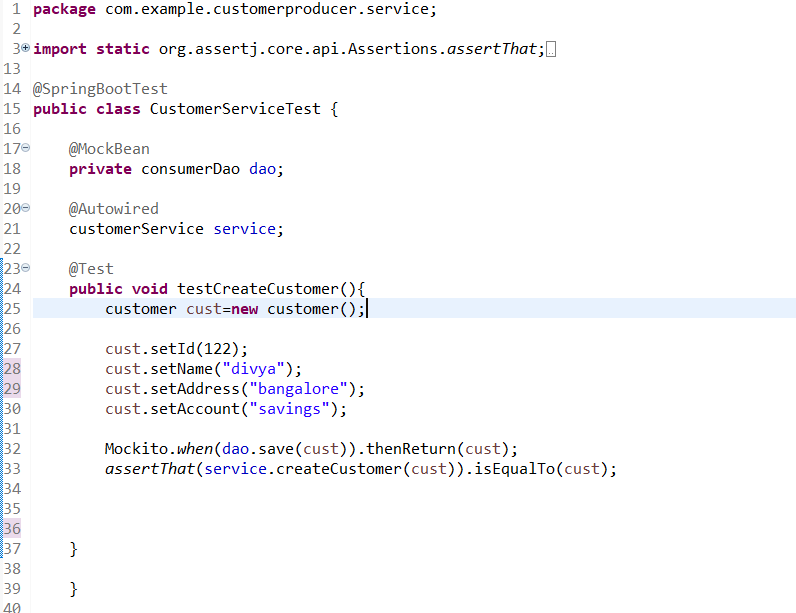 1 package com.example.customerproducer.service;
2
3 import static org.assertj.core.api.Assertions.assertThat;
13
14 @SpringBootTest
15 public class CustomerServiceTest {
16
17 @MockBean
18 private consumerDao dao;
19
20 @Autowired
21 customerService service;
22
23 @Test
24 public void testCreateCustomer(){
25 customer cust=new customer();
26
27 cust.setId(122);
28 cust.setName("divya");
29 cust.setAddress("bangalore");
30 cust.setAccount("savings");
31
32 Mockito.when(dao.save(cust)).thenReturn(cust);
33 assertThat(service.createCustomer(cust)).isEqualTo(cust);
34
35
36
37 }
38
39 }
40